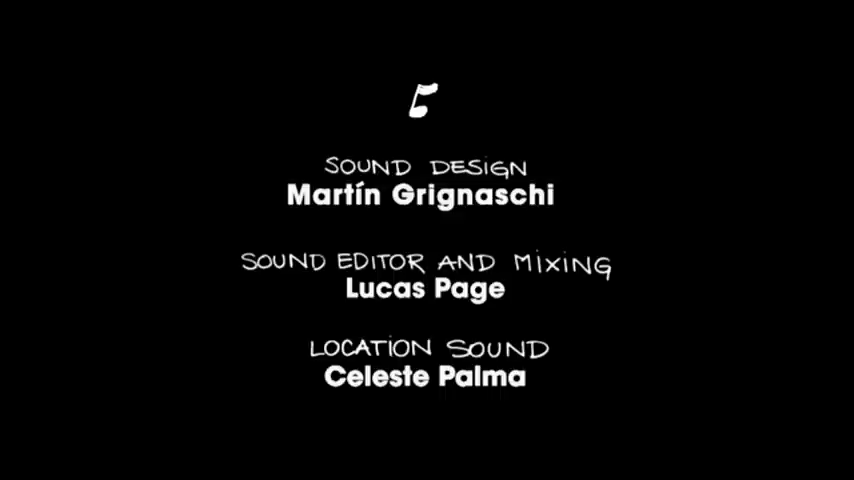 SOUND DESIGN
Martín Grignaschi
SOUND EDITOR AND MIXING
Lucas Page
LOCATION SOUND
Celeste Palma